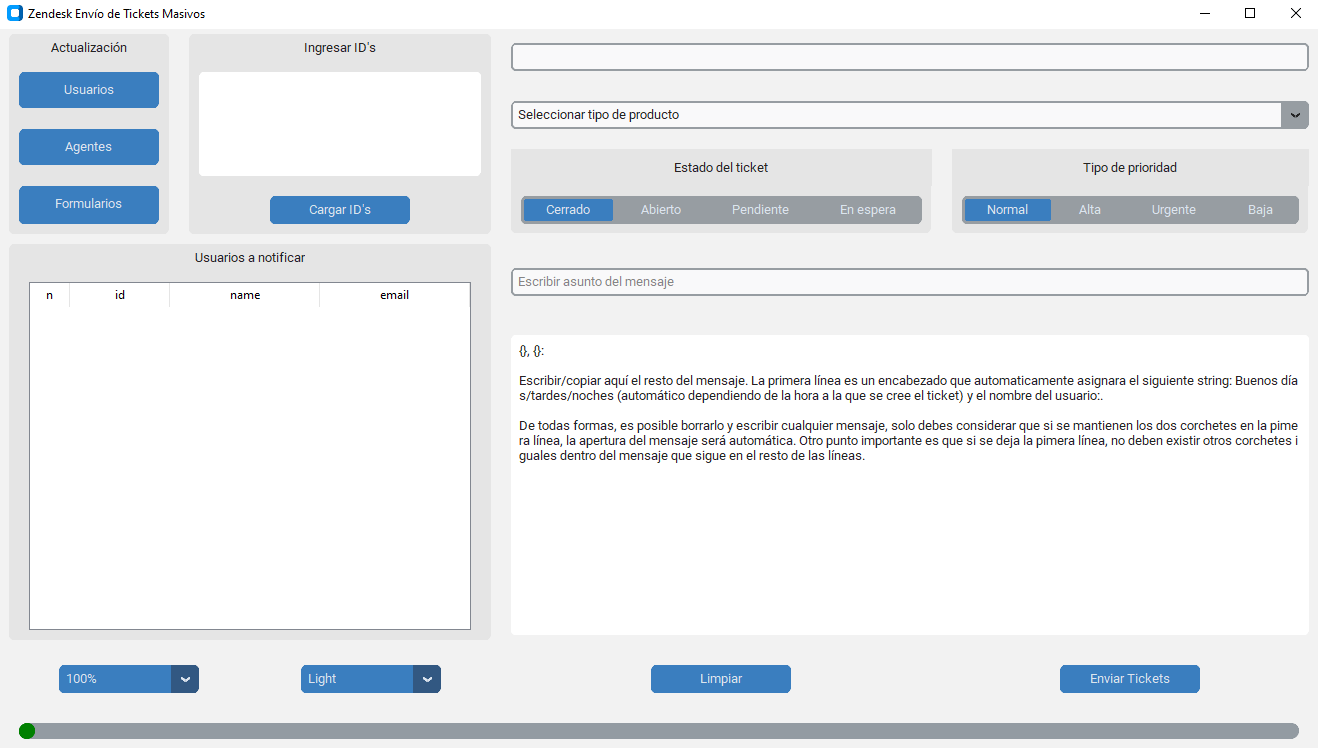 Zendesk Envío de Tickets Masivos
Actualización
Usuarios
Agentes
Formularios
Ingresar ID's
Cargar ID's
Seleccionar tipo de producto
Estado del ticket
Cerrado Abierto Pendiente En espera
Tipo de prioridad
Normal Alta Urgente Baja
Usuarios a notificar
n id name email
Escribir asunto del mensaje
{}, {}:
Escribir/copiar aquí el resto del mensaje. La primera línea es un encabezado que automaticamente asignara el siguiente string: Buenos día
s/tardes/noches (automático dependiendo de la hora a la que se cree el ticket) y el nombre del usuario:.
De todas formas, es posible borrarlo y escribir cualquier mensaje, solo debes considerar que si se mantienen los dos corchetes en la pime
ra línea, la apertura del mensaje será automática. Otro punto importante es que si se deja la pimera línea, no deben existir otros corchetes i
guales dentro del mensaje que sigue en el resto de las líneas.
100%
Light
Limpiar
Enviar Tickets